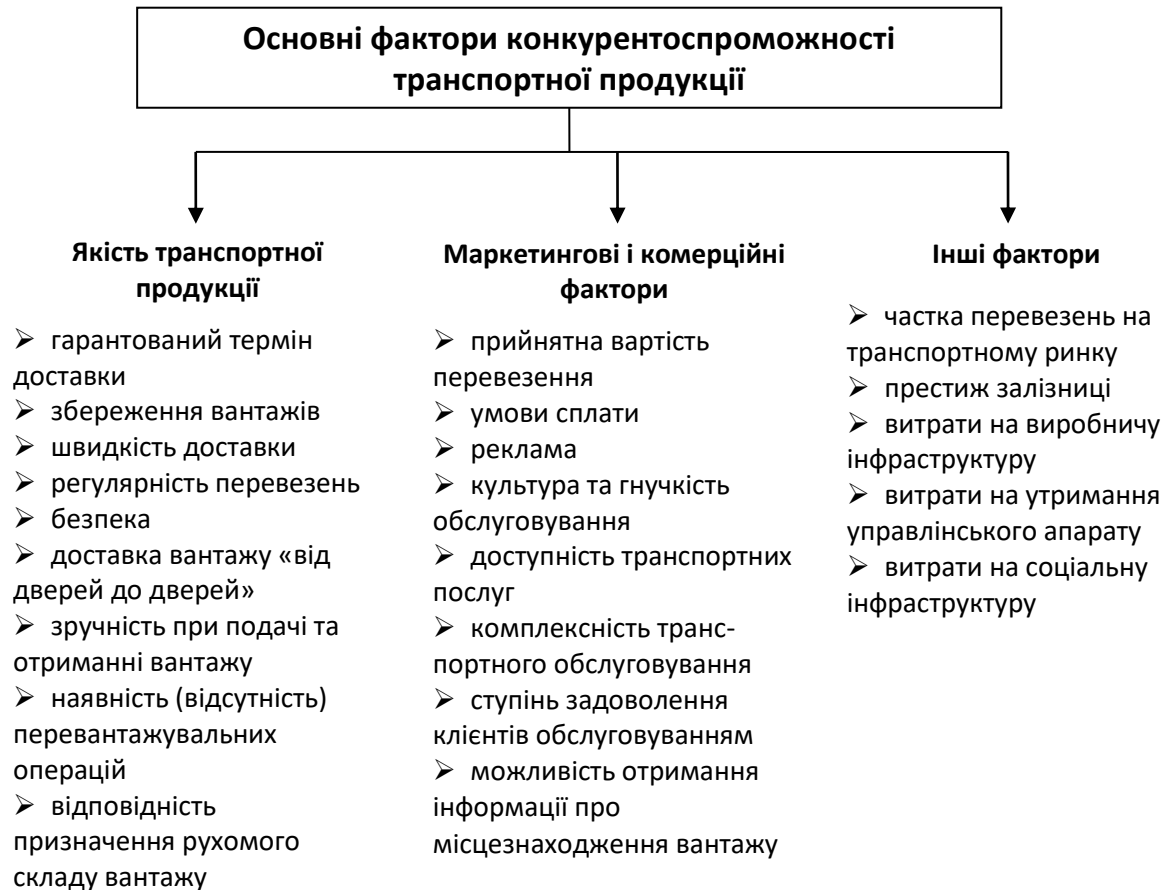 Основні фактори конкурентоспроможності
транспортної продукції
Якість транспортної
продукції
➢ гарантований термін
доставки
➢ збереження вантажів
➢ швидкість доставки
➢ регулярність перевезень
➢ безпека
➢ доставка вантажу «від
дверей до дверей»
➢ зручність при подачі та
отриманні вантажу
➢ наявність (відсутність)
перевантажувальних
операцій
➢ відповідність
призначення рухомого
складу вантажу
Маркетингові і комерційні
фактори
➢ прийнятна вартість
перевезення
➢ умови сплати
➢ реклама
➢ культура та гнучкість
обслуговування
➢ доступність транспортних
послуг
➢ комплексність транс-
портного обслуговування
➢ ступінь задоволення
клієнтів обслуговуванням
➢ можливість отримання
інформації про
місцезнаходження вантажу
Інші фактори
➢ частка перевезень на
транспортному ринку
➢ престиж залізниці
➢ витрати на виробничу
інфраструктуру
➢ витрати на утримання
управлінського апарату
➢ витрати на соціальну
інфраструктуру